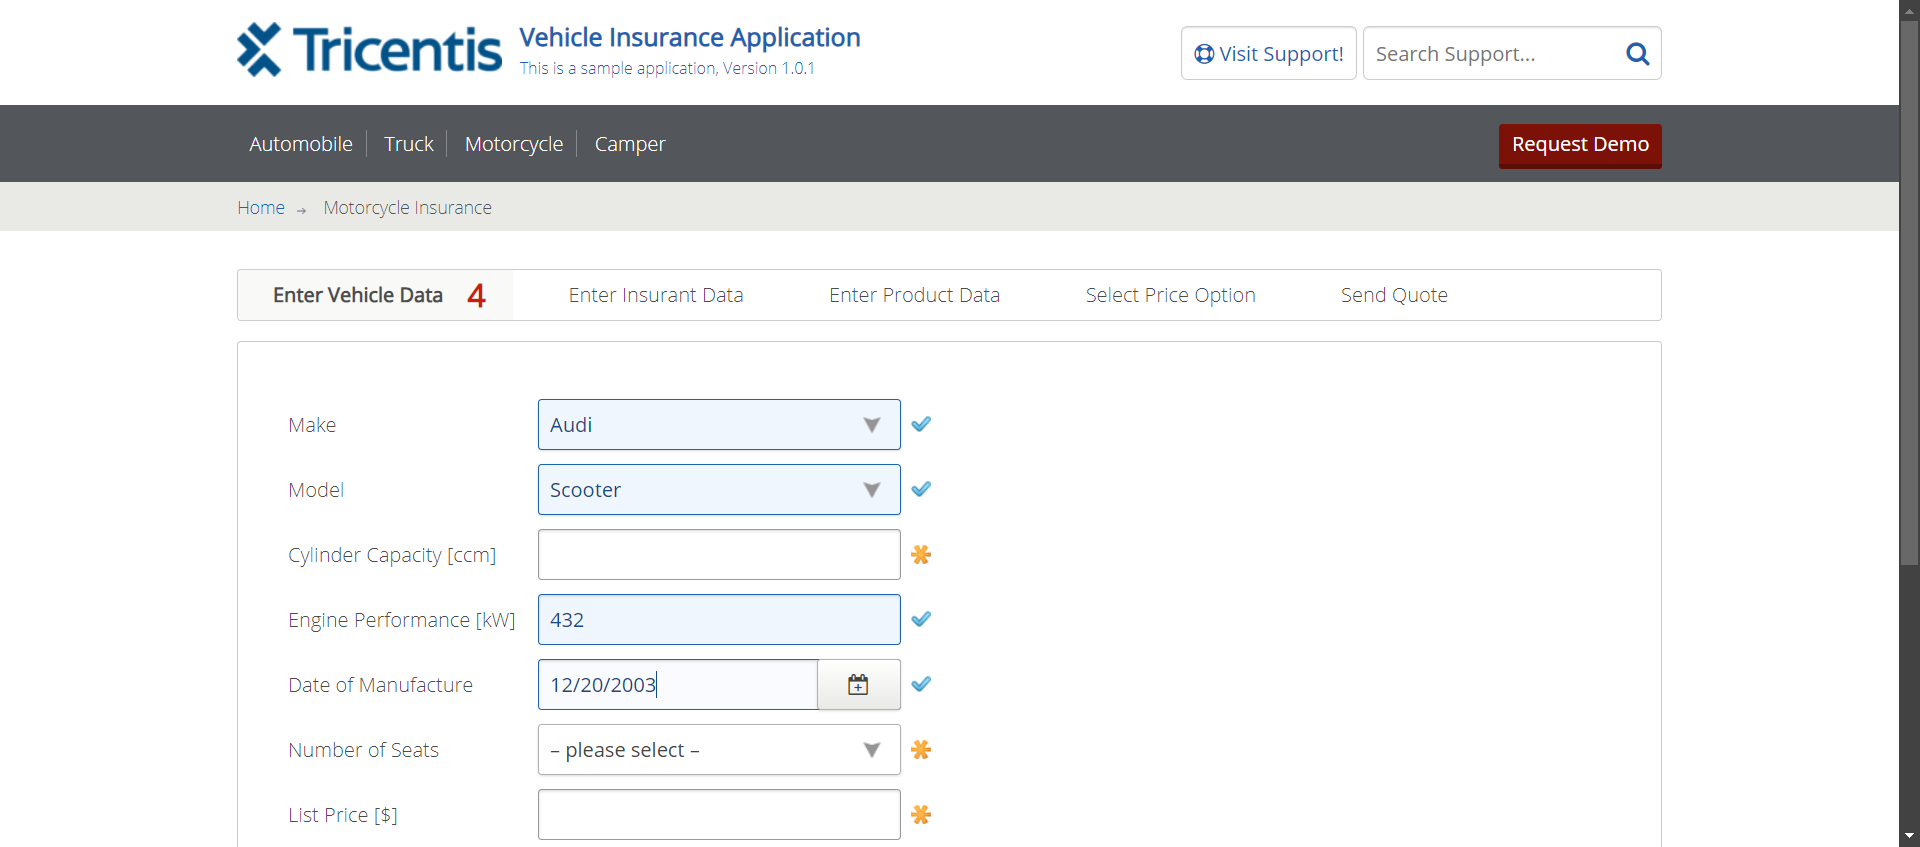 Tricentis
Vehicle Insurance Application
This is a sample application, Version 1.0.1
Visit Support!
Search Support...
Automobile
Truck
Motorcycle
Camper
Request Demo
Home → Motorcycle Insurance
Enter Vehicle Data 4
Enter Insurant Data
Enter Product Data
Select Price Option
Send Quote
Make
Audi
Model
Scooter
Cylinder Capacity [ccm]
Engine Performance [kW]
432
Date of Manufacture
12/20/2003
Number of Seats
– please select –
List Price [$]